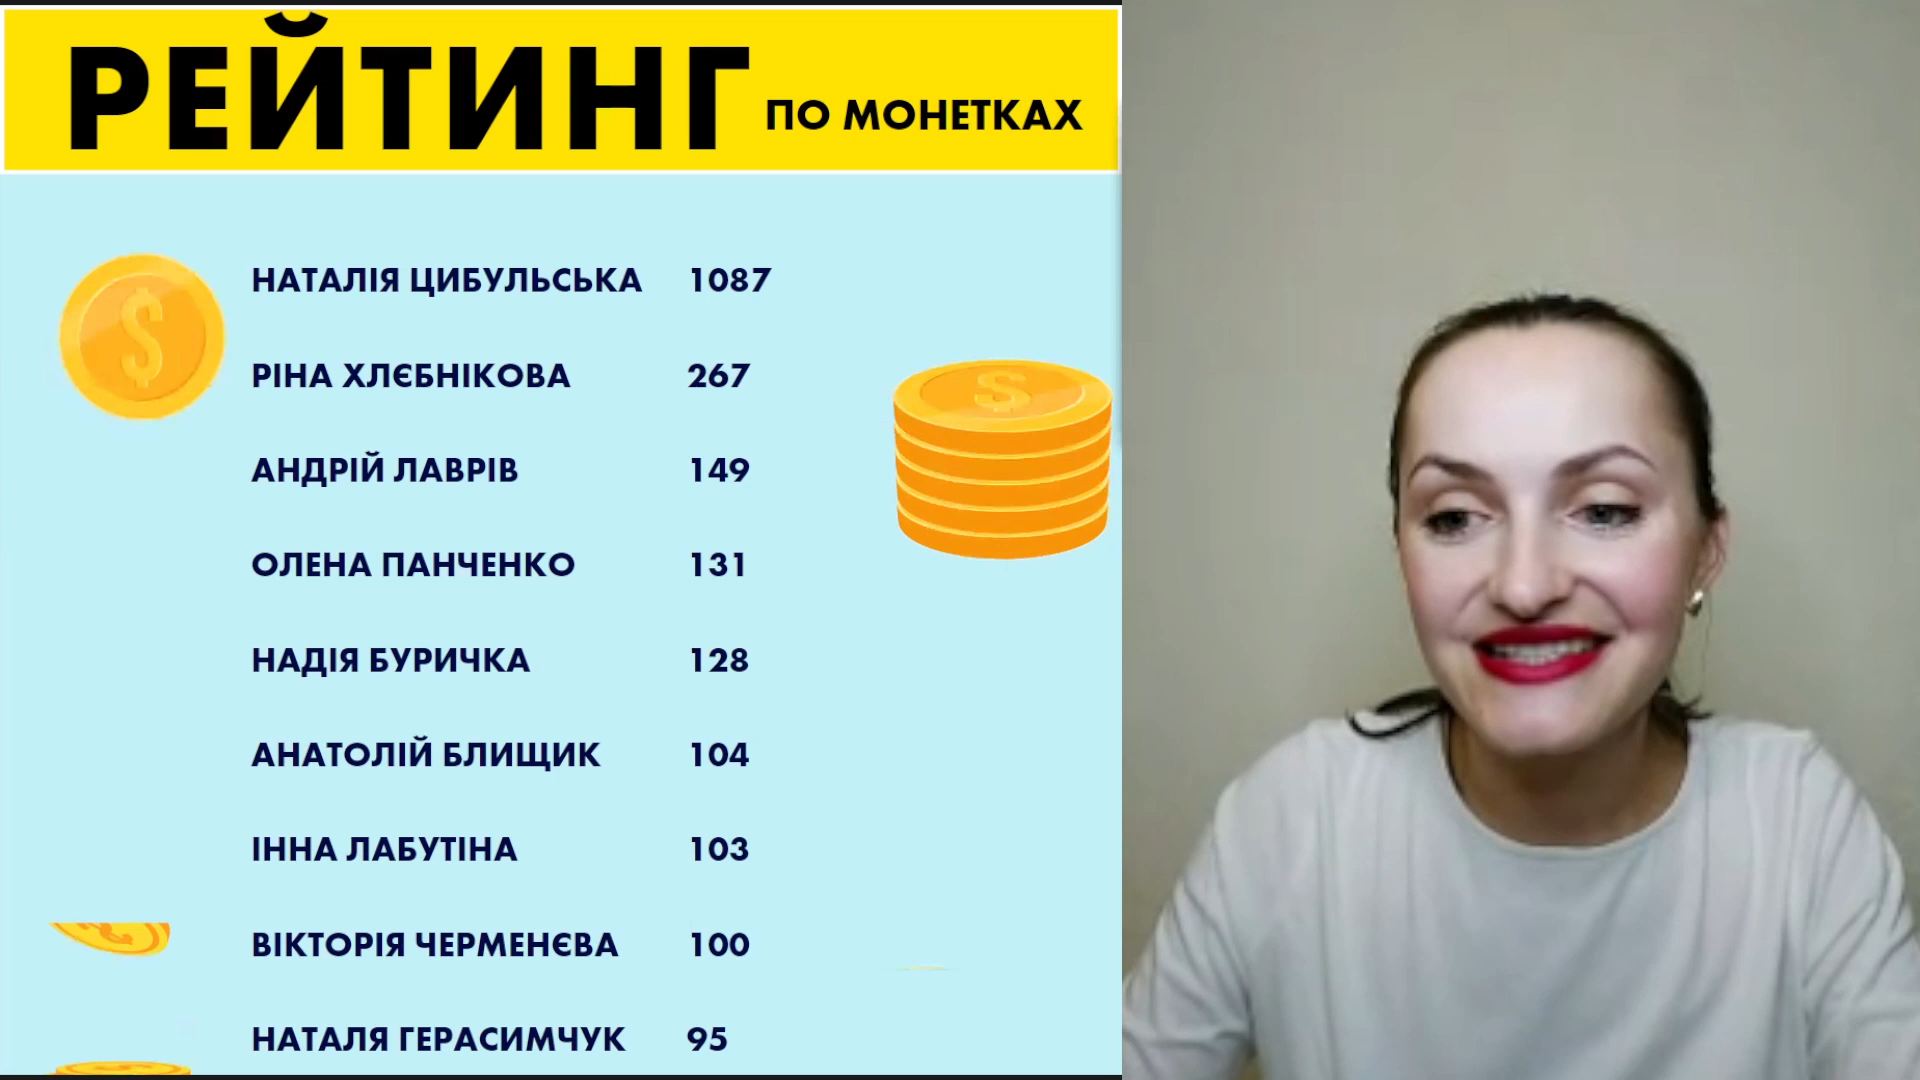 РЕЙТИНГ ПО МОНЕТКАХ
НАТАЛІЯ ЦИБУЛЬСЬКА 1087
РІНА ХЛЄБНІКОВА 267
АНДРІЙ ЛАВРІВ 149
ОЛЕНА ПАНЧЕНКО 131
НАДІЯ БУРИЧКА 128
АНАТОЛІЙ БЛИЩИК 104
ІННА ЛАБУТІНА 103
ВІКТОРІЯ ЧЕРМЕНЄВА 100
НАТАЛЯ ГЕРАСИМЧУК 95